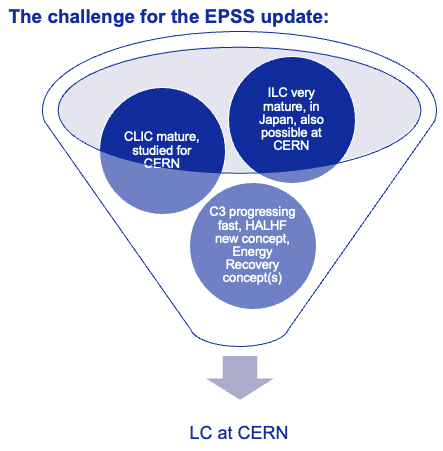 The challenge for the EPSS update:
ILC very
mature, in
Japan, also
possible at
CERN
CLIC mature,
studied for
CERN
C3 progressing
fast, HALHF
new concept,
Energy
Recovery
concept(s)
LC at CERN